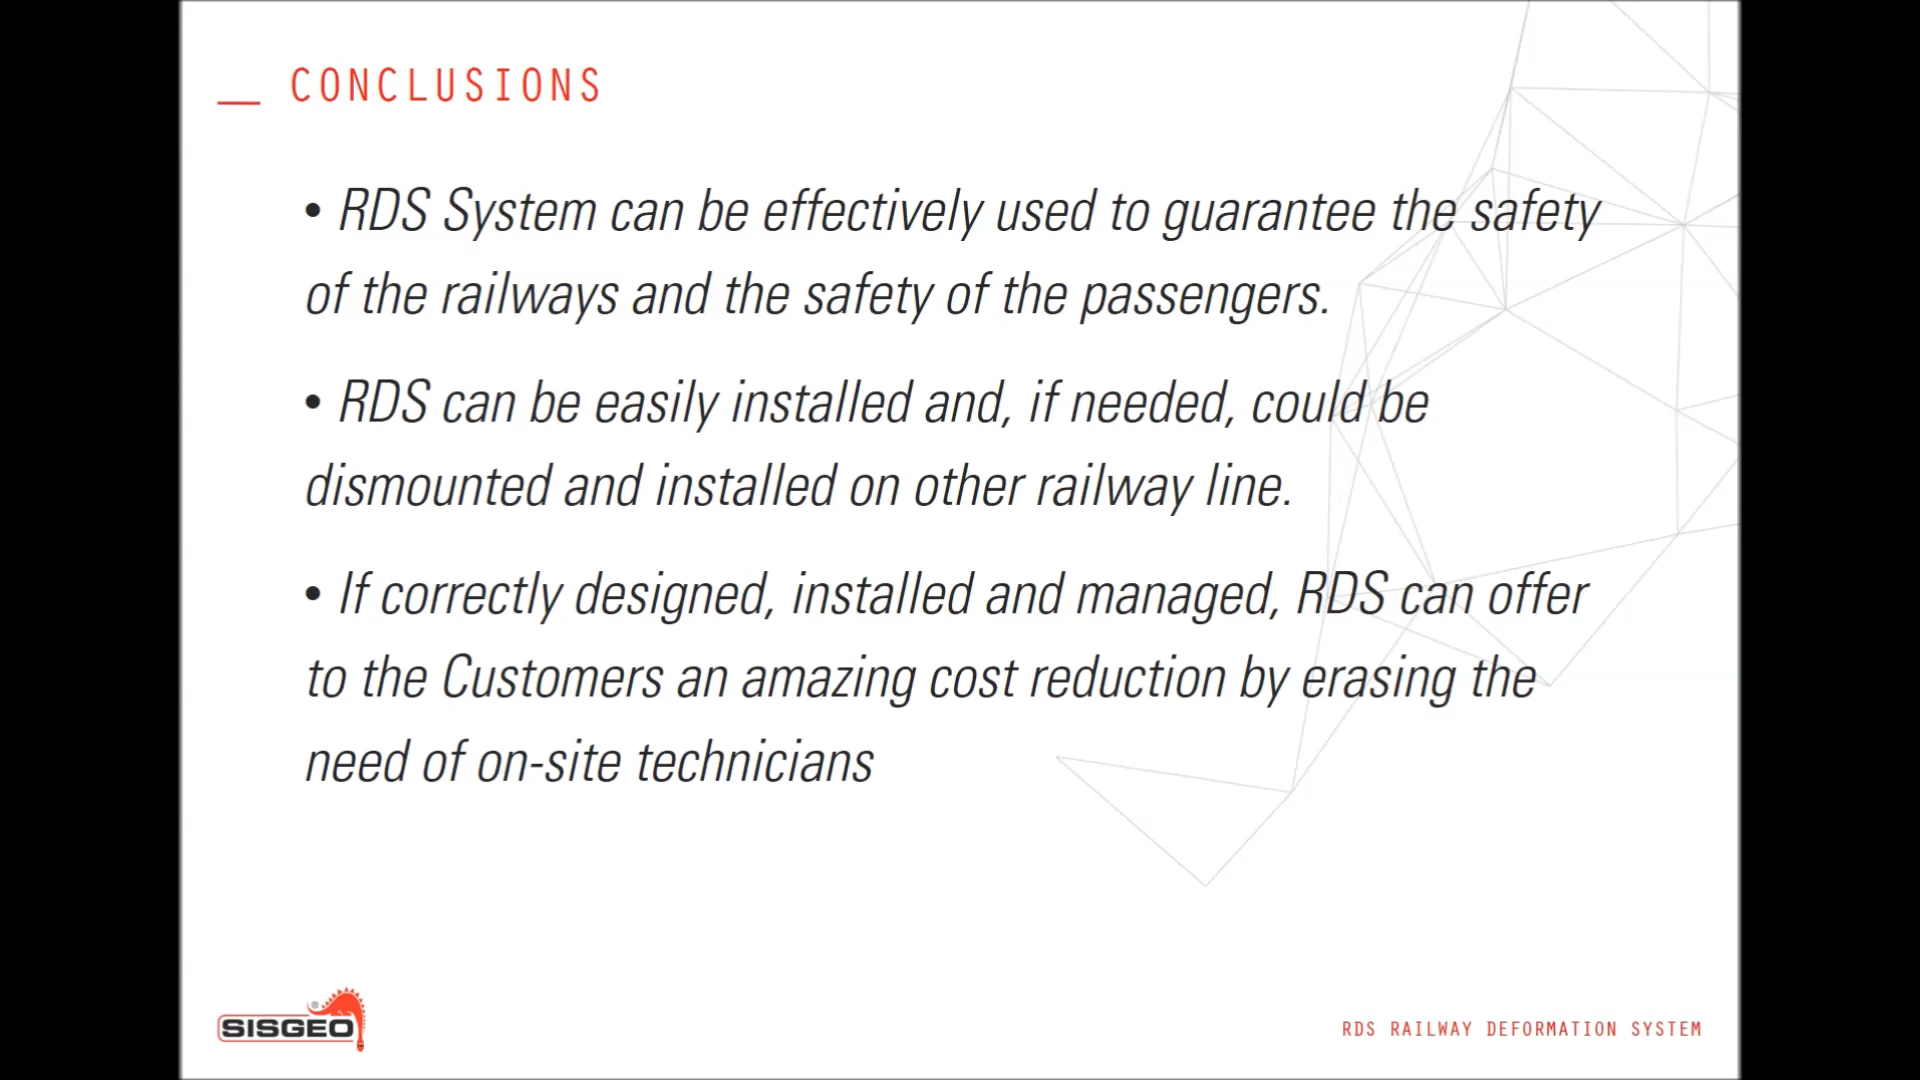 __ CONCLUSIONS
• RDS System can be effectively used to guarantee the safety
of the railways and the safety of the passengers.
• RDS can be easily installed and, if needed, could be
dismounted and installed on other railway line.
• If correctly designed, installed and managed, RDS can offer
to the Customers an amazing cost reduction by erasing the
need of on-site technicians
SISGEO®
RDS RAILWAY DEFORMATION SYSTEM